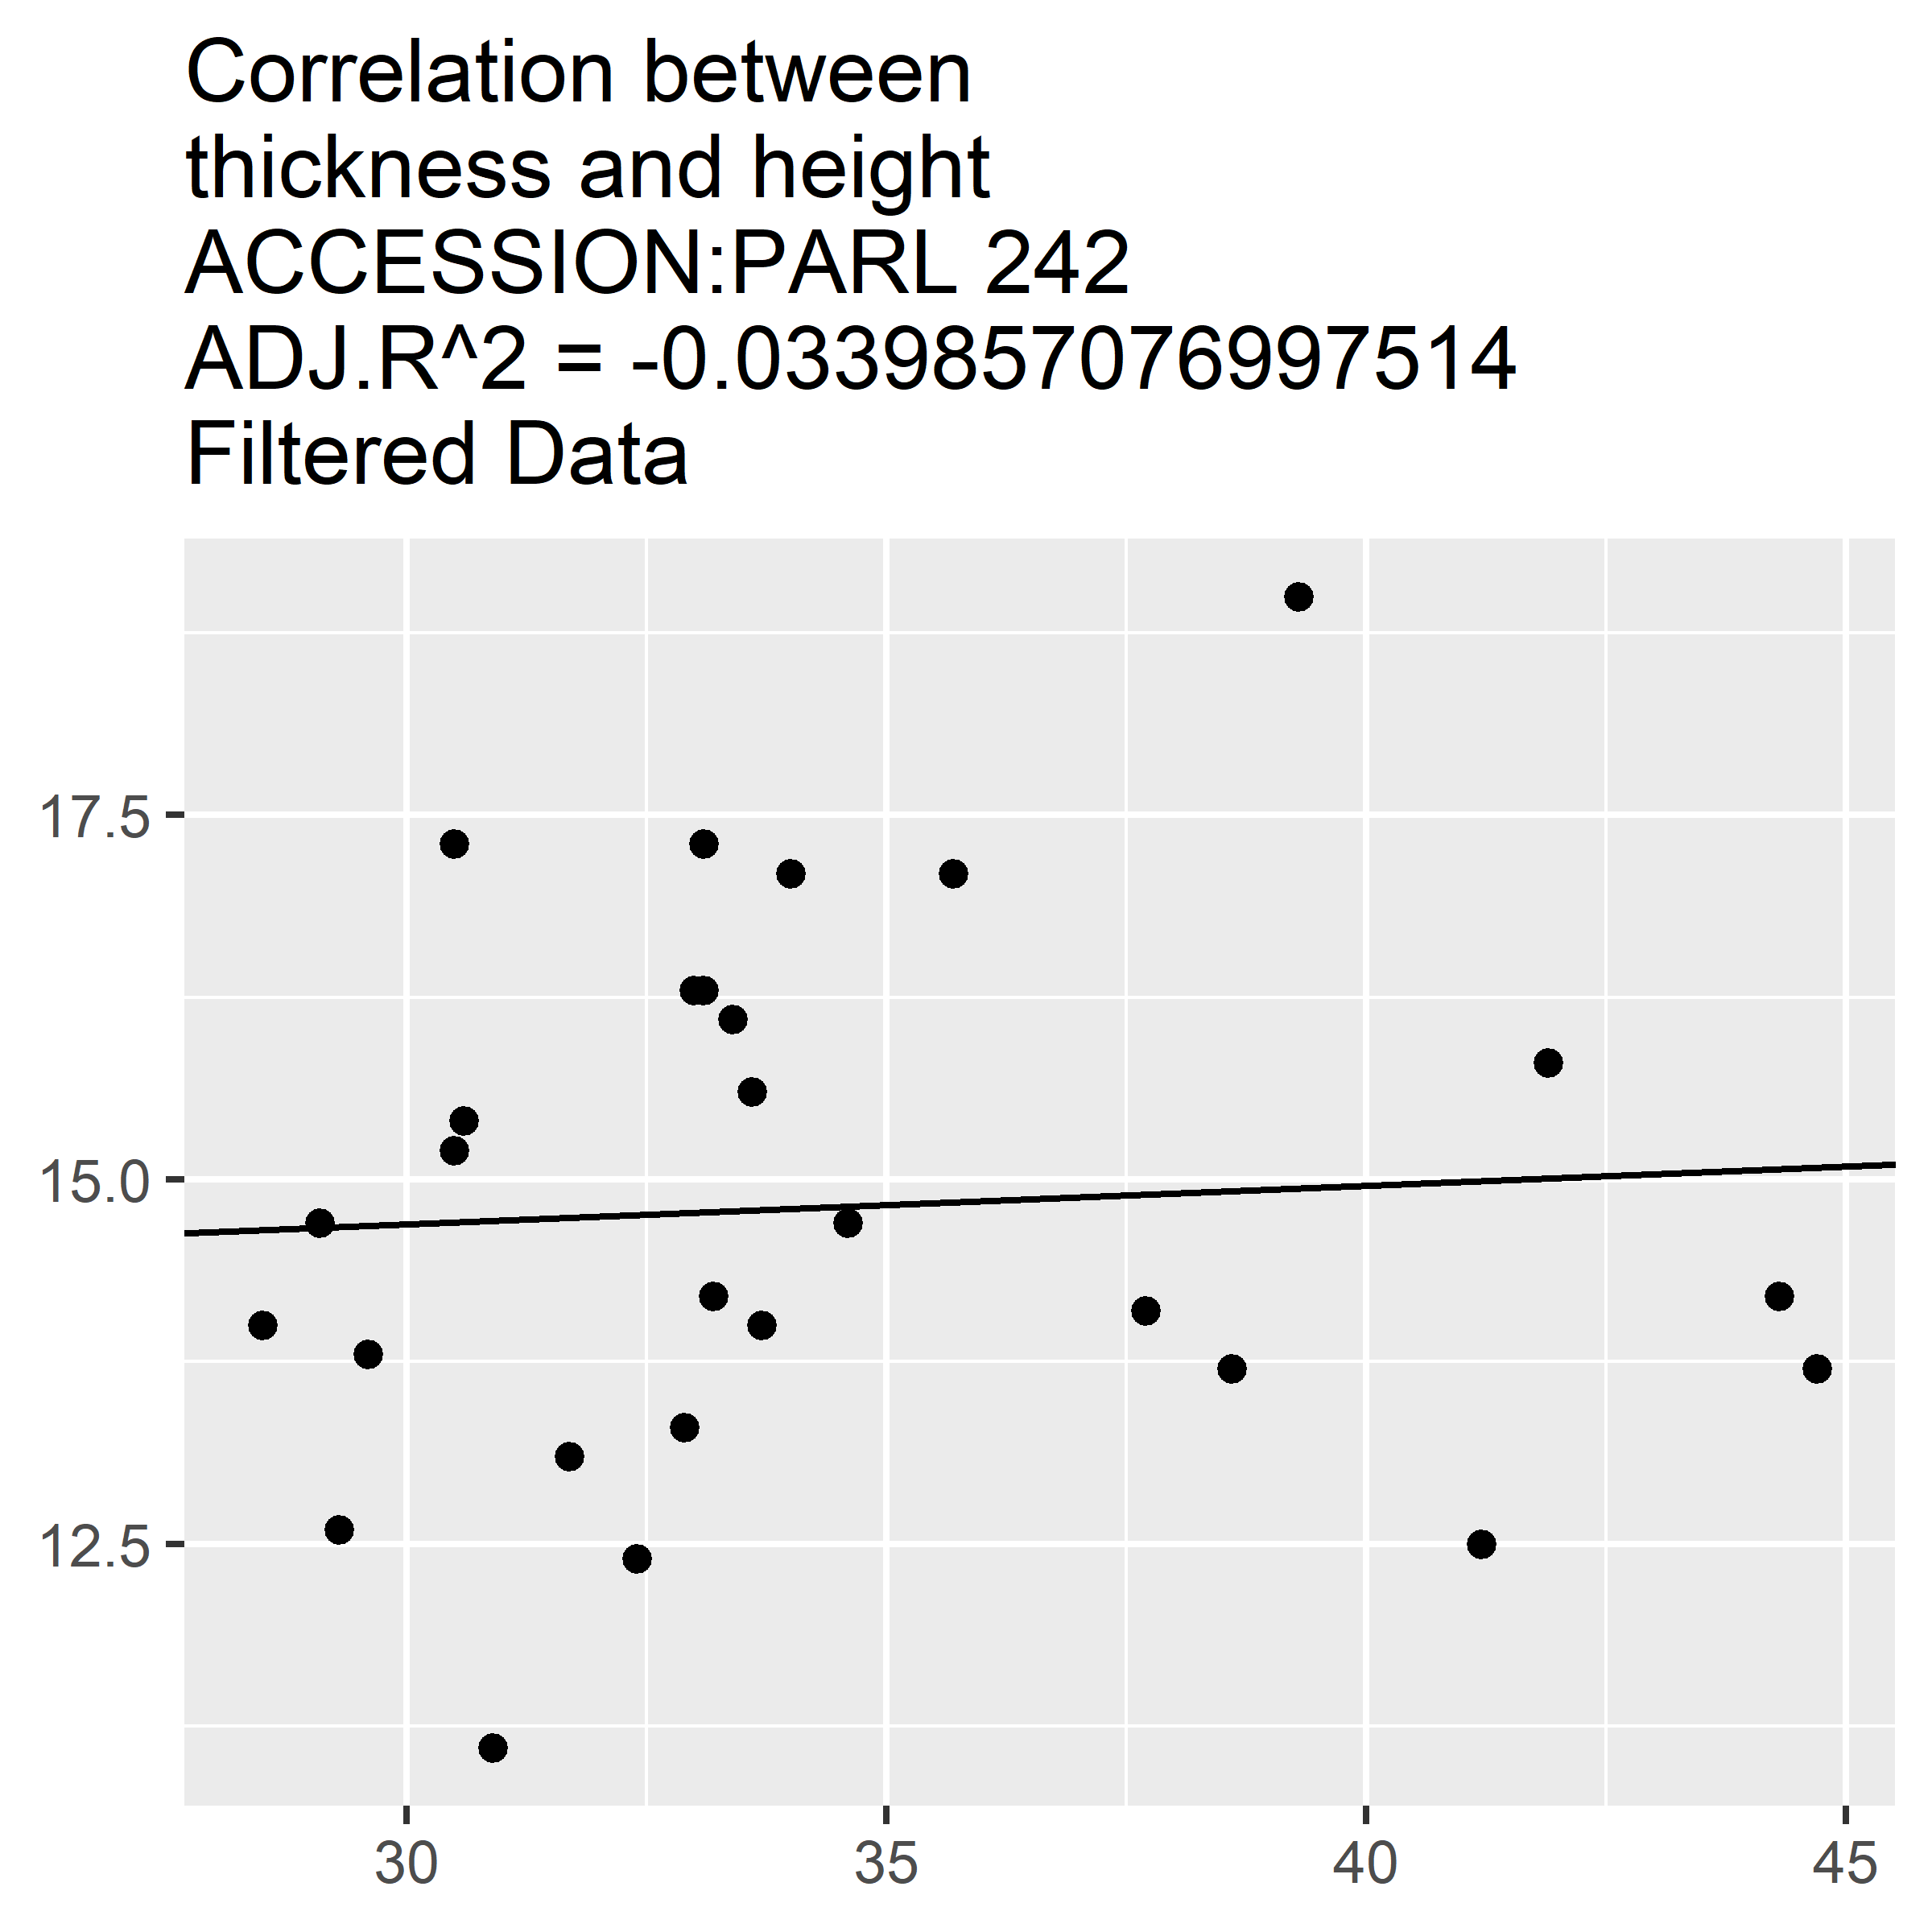 Correlation between
thickness and height
ACCESSION:PARL 242
ADJ.R^2 = -0.0339857076997514
Filtered Data
17.5
15.0
12.5
30 35 40 45